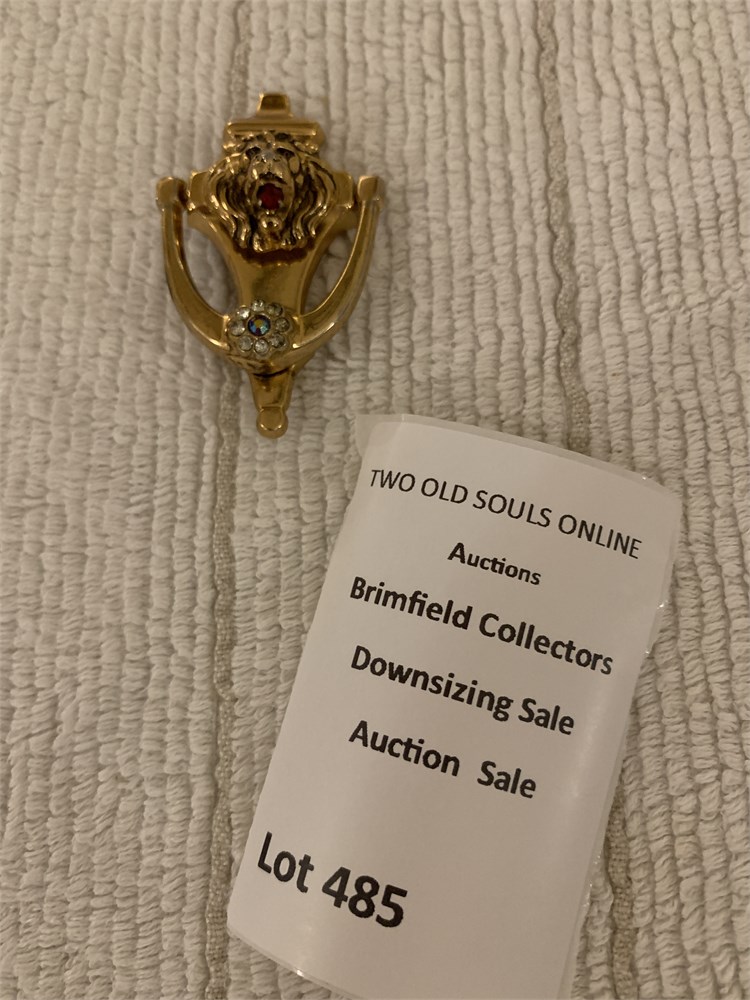 TWO OLD SOULS ONLINE
Auctions
Brimfield Collectors
Downsizing Sale
Auction Sale
Lot 485